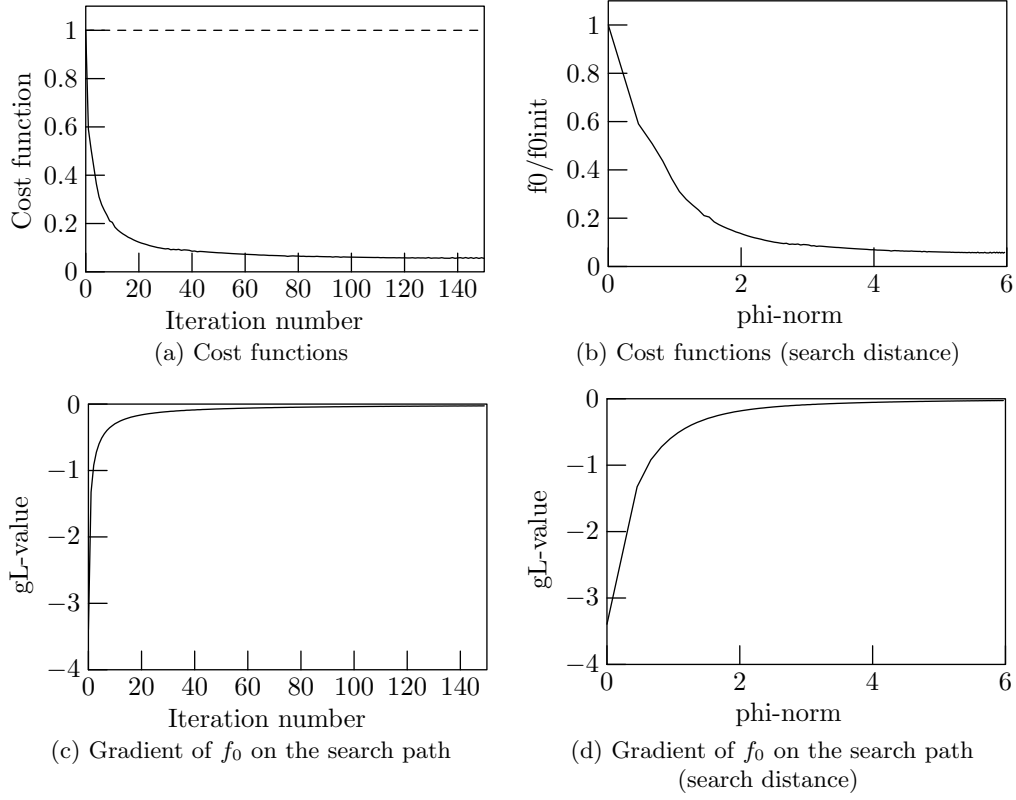 1
0.8
0.6
0.4
0.2
0
Cost function
0 20 40 60 80 100 120 140
Iteration number
(a) Cost functions
1
0.8
0.6
0.4
0.2
0
f0/f0init
0 2 4 6
phi-norm
(b) Cost functions (search distance)
0
−1
−2
−3
−4
gL-value
0 20 40 60 80 100 120 140
Iteration number
(c) Gradient of f₀ on the search path
0
−1
−2
−3
−4
gL-value
0 2 4 6
phi-norm
(d) Gradient of f₀ on the search path
(search distance)